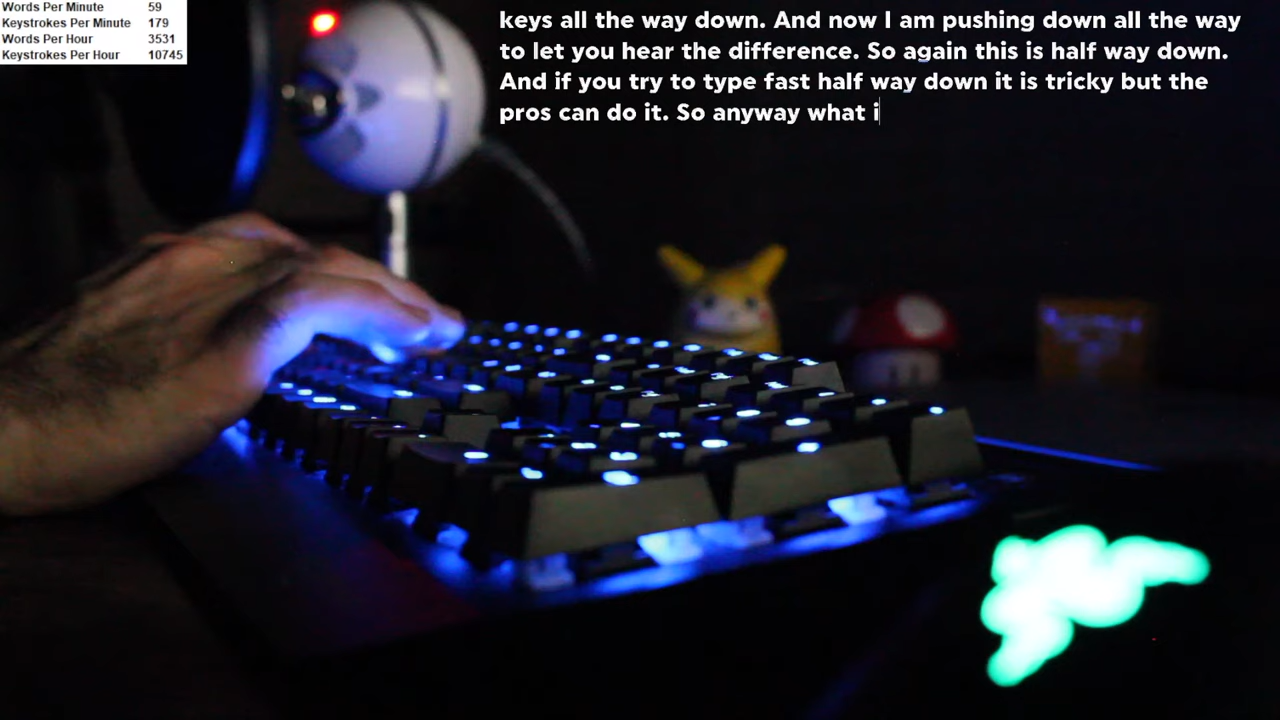 Words Per Minute 59
Keystrokes Per Minute 179
Words Per Hour 3531
Keystrokes Per Hour 10745
keys all the way down. And now I am pushing down all the way
to let you hear the difference. So again this is half way down.
And if you try to type fast half way down it is tricky but the
pros can do it. So anyway what i